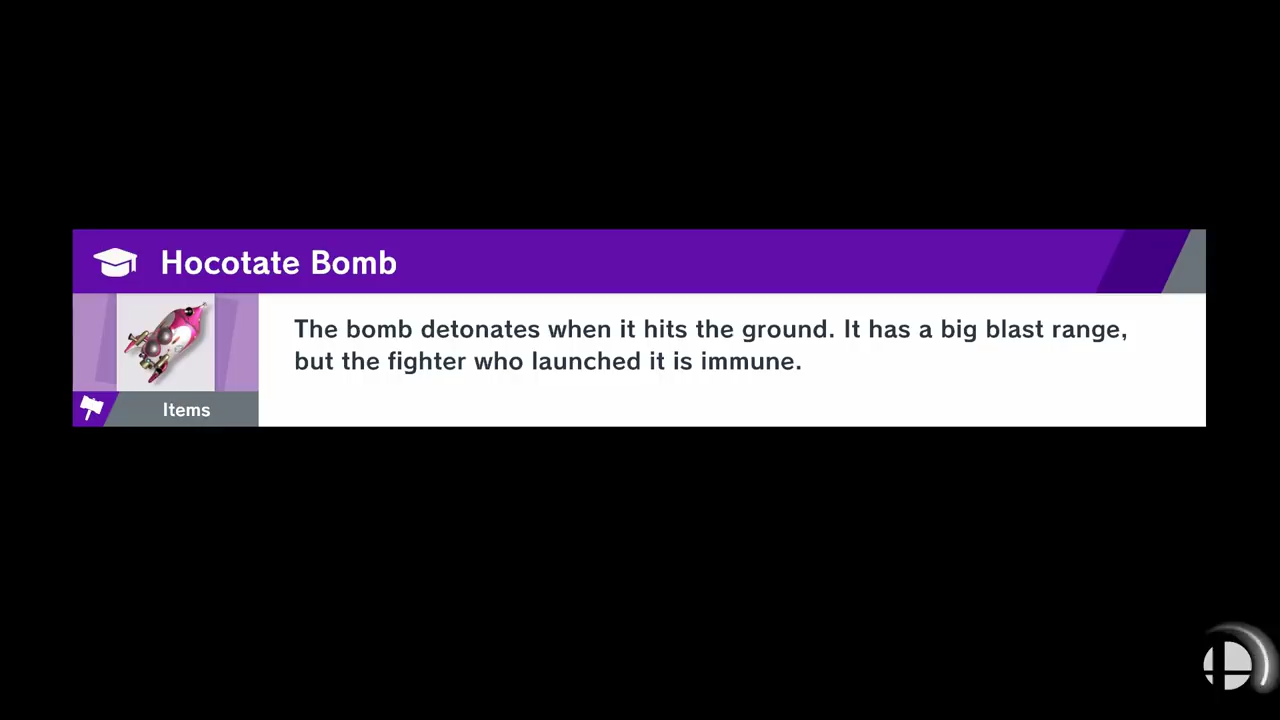 Hocotate Bomb
The bomb detonates when it hits the ground. It has a big blast range,
but the fighter who launched it is immune.
Items